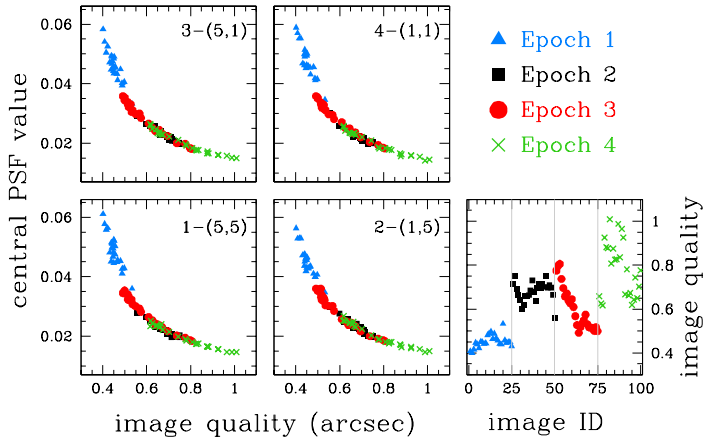 3-(5,1)
4-(1,1)
Epoch 1
Epoch 2
Epoch 3
Epoch 4
0.06
0.04
0.02
central PSF value
1-(5,5)
2-(1,5)
0.06
0.04
0.02
0.4 0.6 0.8 1
0.4 0.6 0.8 1
image quality (arcsec)
1
0.8
0.6
0.4
image quality
0 25 50 75 100
image ID